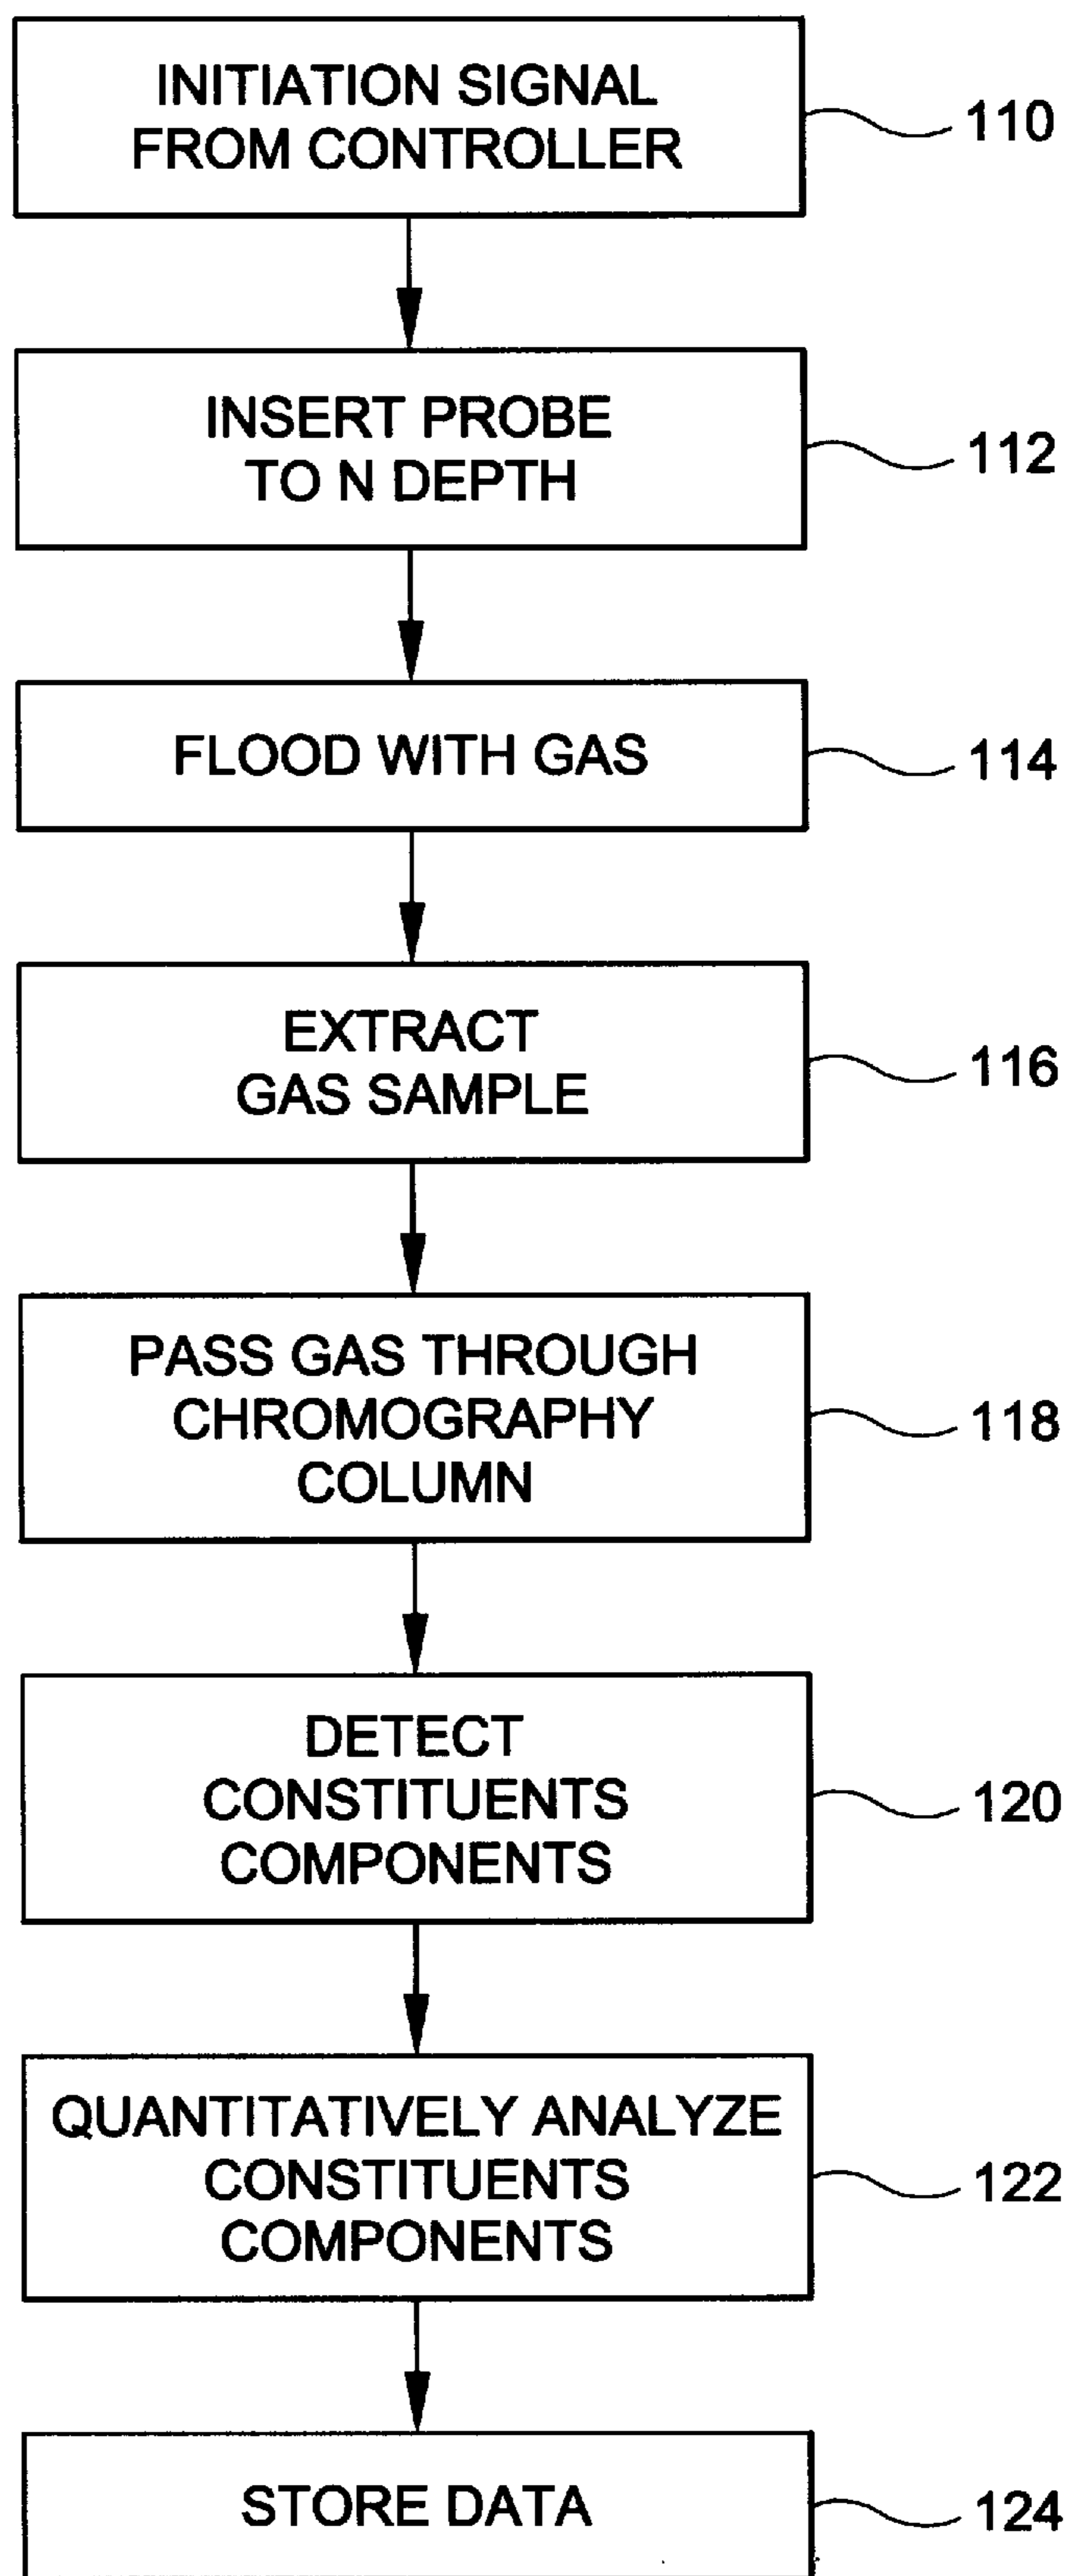 INITIATION SIGNAL
FROM CONTROLLER
110
INSERT PROBE
TO N DEPTH
112
FLOOD WITH GAS
114
EXTRACT
GAS SAMPLE
116
PASS GAS THROUGH
CHROMOGRAPHY
COLUMN
118
DETECT
CONSTITUENTS
COMPONENTS
120
QUANTITATIVELY ANALYZE
CONSTITUENTS
COMPONENTS
122
STORE DATA
124